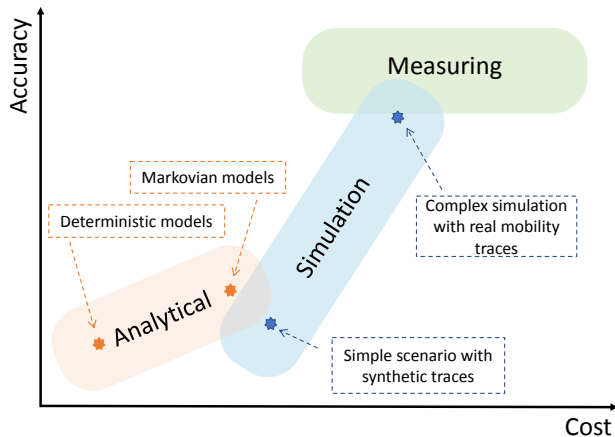 Accuracy
Measuring
Markovian models
Deterministic models
Simulation
Complex simulation
with real mobility
traces
Analytical
Simple scenario with
synthetic traces
Cost